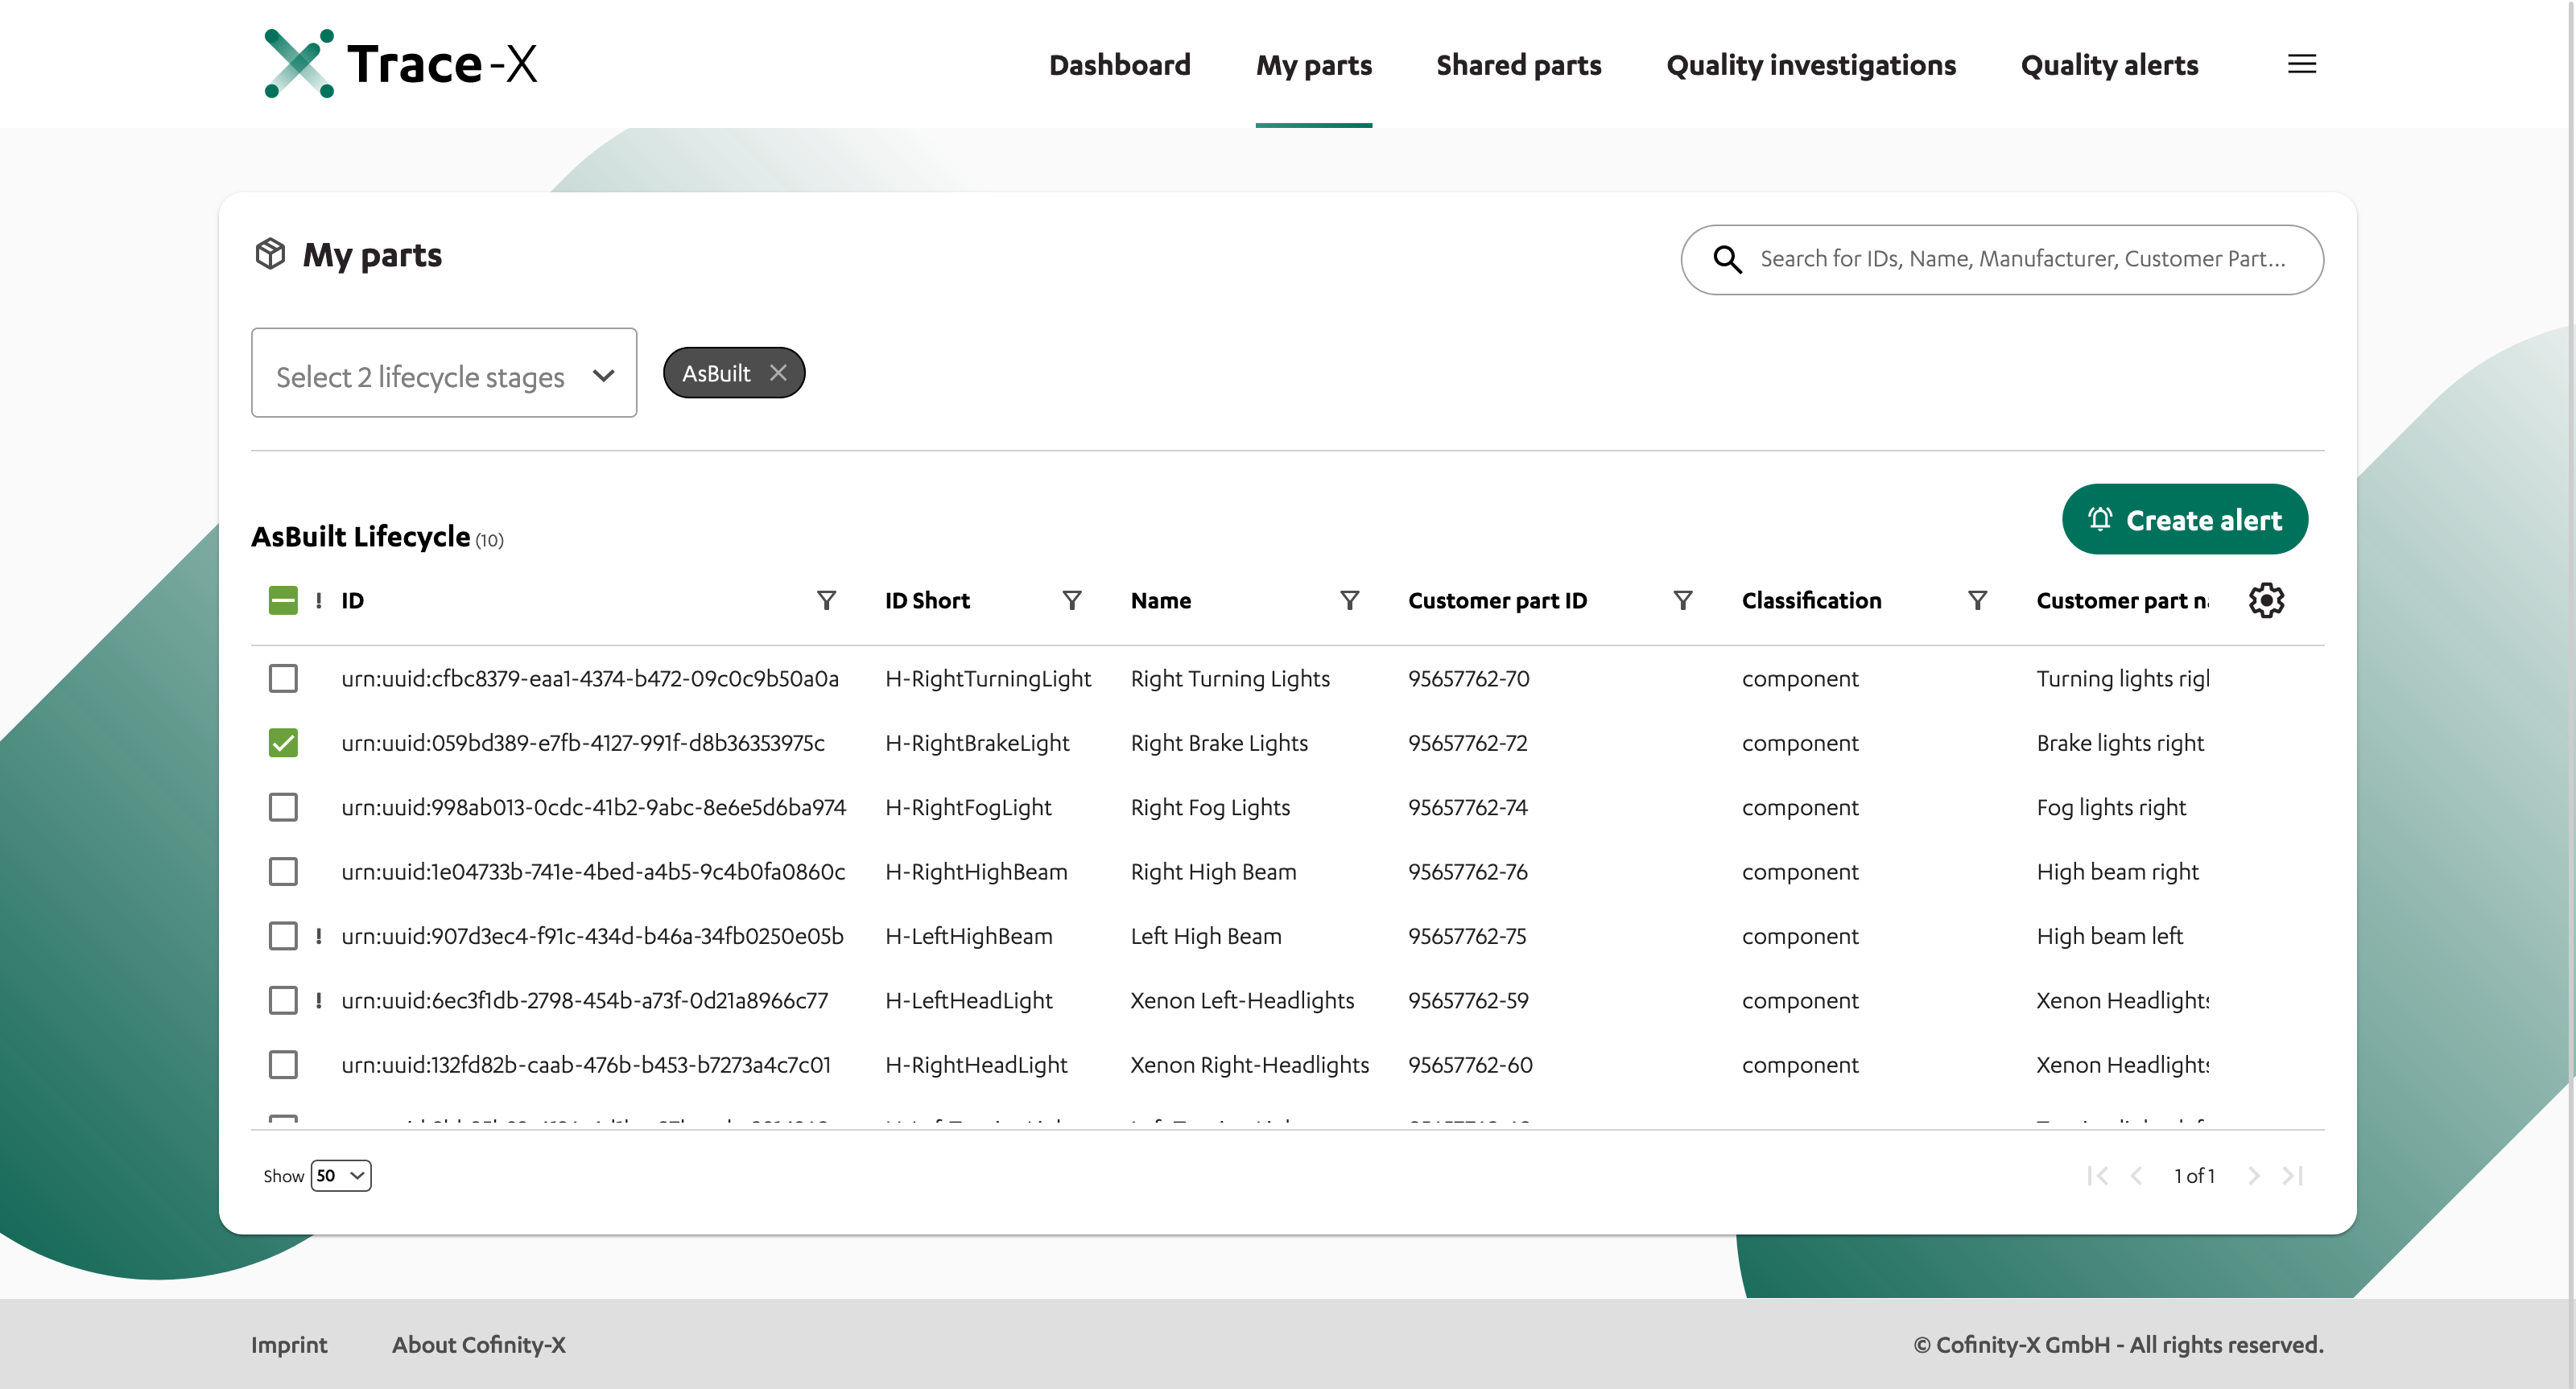 Trace-X
Dashboard My parts Shared parts Quality investigations Quality alerts
My parts
Search for IDs, Name, Manufacturer, Customer Part...
Select 2 lifecycle stages
AsBuilt
AsBuilt Lifecycle (10)
Create alert
! ID ID Short Name Customer part ID Classification Customer part
urn:uuid:cfbc8379-eaa1-4374-b472-09c0c9b50a0a H-RightTurningLight Right Turning Lights 95657762-70 component Turning lights
urn:uuid:059bd389-e7fb-4127-991f-d8b36353975c H-RightBrakeLight Right Brake Lights 95657762-72 component Brake lights right
urn:uuid:998ab013-0cdc-41b2-9abc-8e6e5d6ba974 H-RightFogLight Right Fog Lights 95657762-74 component Fog lights right
urn:uuid:1e04733b-741e-4bed-a4b5-9c4b0fa0860c H-RightHighBeam Right High Beam 95657762-76 component High beam right
! urn:uuid:907d3ec4-f91c-434d-b46a-34fb0250e05b H-LeftHighBeam Left High Beam 95657762-75 component High beam left
! urn:uuid:6ec3f1db-2798-454b-a73f-0d21a8966c77 H-LeftHeadLight Xenon Left-Headlights 95657762-59 component Xenon Headlights
urn:uuid:132fd82b-caab-476b-b453-b7273a4c7c01 H-RightHeadLight Xenon Right-Headlights 95657762-60 component Xenon Headlights
Show 50
1 of 1
Imprint About Cofinity-X
© Cofinity-X GmbH - All rights reserved.